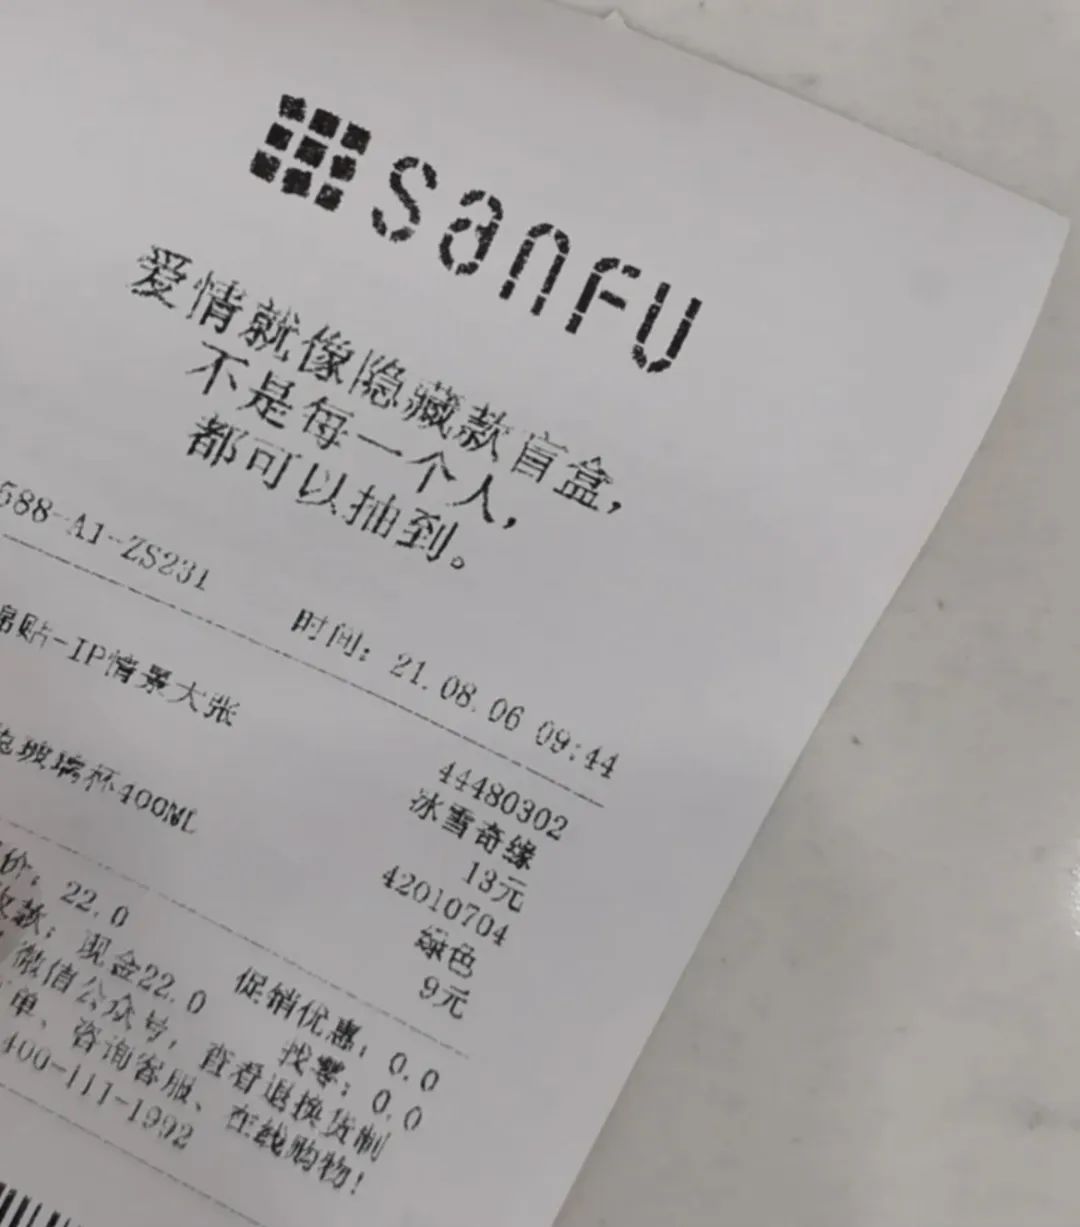 sanfu
爱情就像隐藏款盲盒,
不是每一个人,
都可以抽到。
588-A1-ZS231
时间: 21.08.06 09:44
贴-IP情景大张
44480302
冰雪奇缘
13元
玻璃杯400ML
42010704
绿色
9元
价: 22.0
促销优惠: 0.0
收款: 现金22.0
找零: 0.0
微信公众号, 查看退换货制
单、咨询客服、在线购物!
400-111-1992